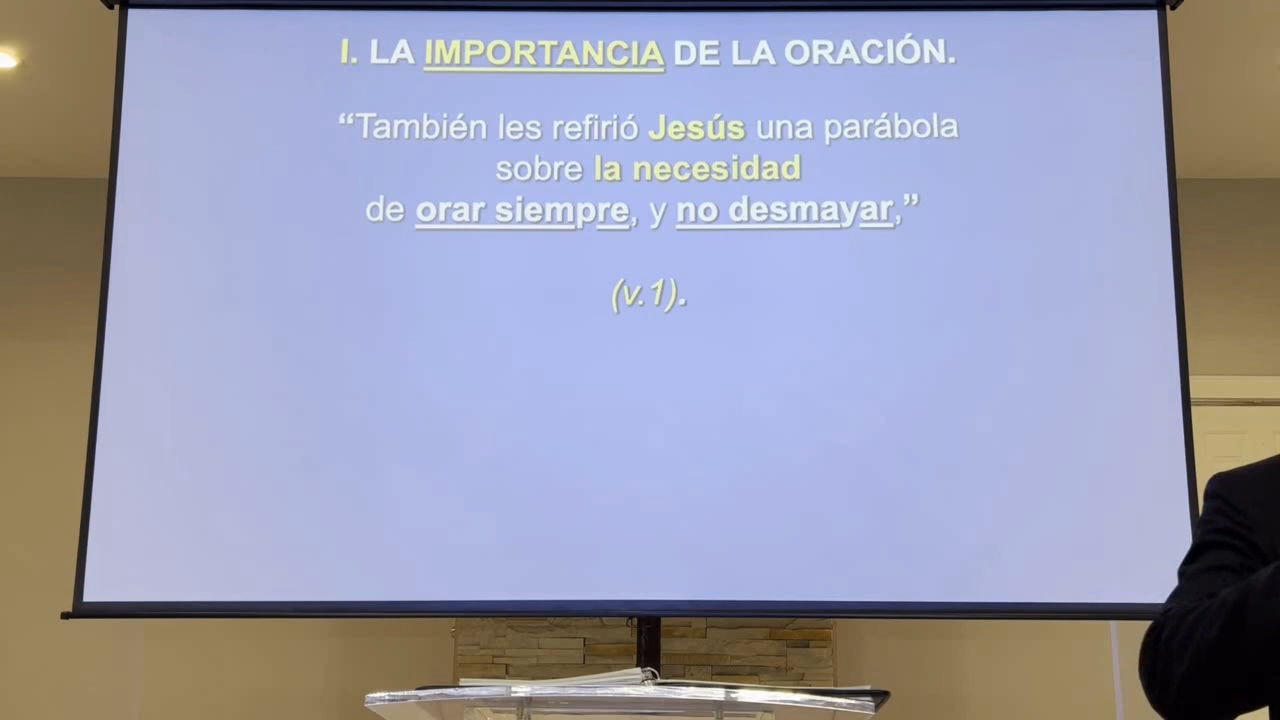 I. LA IMPORTANCIA DE LA ORACIÓN.
“También les refirió Jesús una parábola
sobre la necesidad
de orar siempre, y no desmayar,”
(v.1).